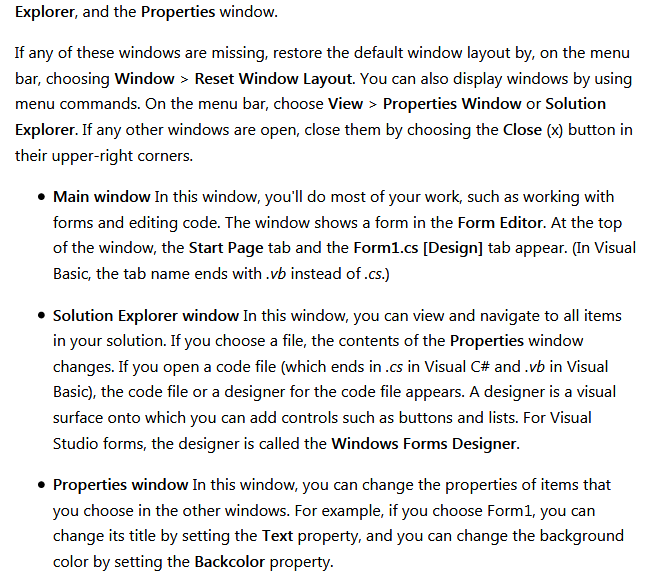 Explorer, and the Properties window.
If any of these windows are missing, restore the default window layout by, on the menu
bar, choosing Window > Reset Window Layout. You can also display windows by using
menu commands. On the menu bar, choose View > Properties Window or Solution
Explorer. If any other windows are open, close them by choosing the Close (x) button in
their upper-right corners.
• Main window In this window, you'll do most of your work, such as working with
forms and editing code. The window shows a form in the Form Editor. At the top
of the window, the Start Page tab and the Form1.cs [Design] tab appear. (In Visual
Basic, the tab name ends with .vb instead of .cs.)
• Solution Explorer window In this window, you can view and navigate to all items
in your solution. If you choose a file, the contents of the Properties window
changes. If you open a code file (which ends in .cs in Visual C# and .vb in Visual
Basic), the code file or a designer for the code file appears. A designer is a visual
surface onto which you can add controls such as buttons and lists. For Visual
Studio forms, the designer is called the Windows Forms Designer.
• Properties window In this window, you can change the properties of items that
you choose in the other windows. For example, if you choose Form1, you can
change its title by setting the Text property, and you can change the background
color by setting the Backcolor property.